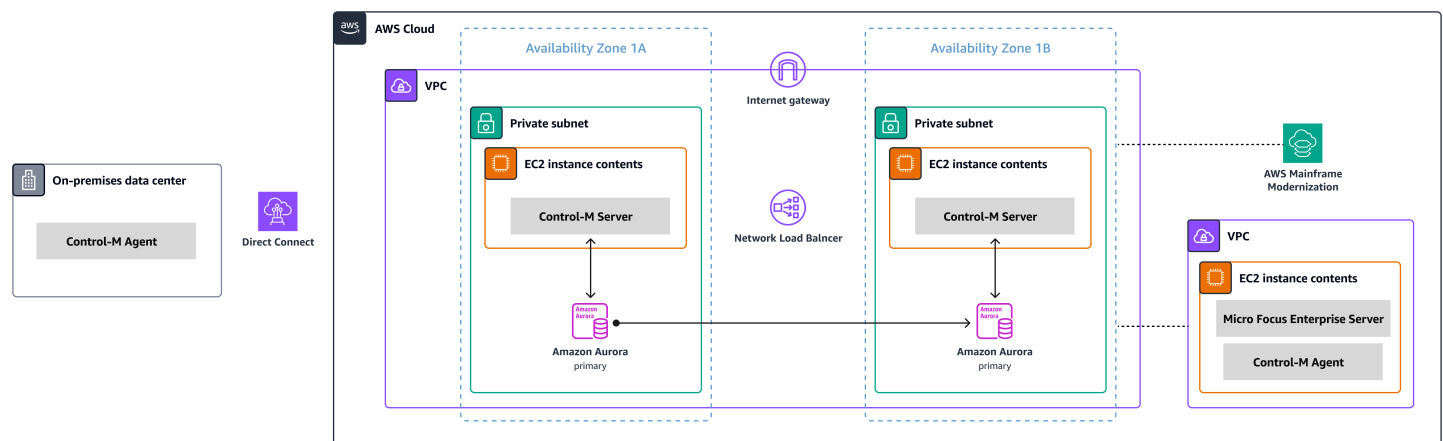 aws
AWS Cloud
Availability Zone 1A
Availability Zone 1B
VPC
Internet gateway
Private subnet
Private subnet
EC2 instance contents
EC2 instance contents
AWS Mainframe
Modernization
On-premises data center
Control-M Agent
Direct Connect
Control-M Server
Control-M Server
Network Load Balncer
VPC
EC2 instance contents
Micro Focus Enterprise Server
Control-M Agent
Amazon
Aurora
Amazon Aurora
primary
Amazon
Aurora
Amazon Aurora
primary